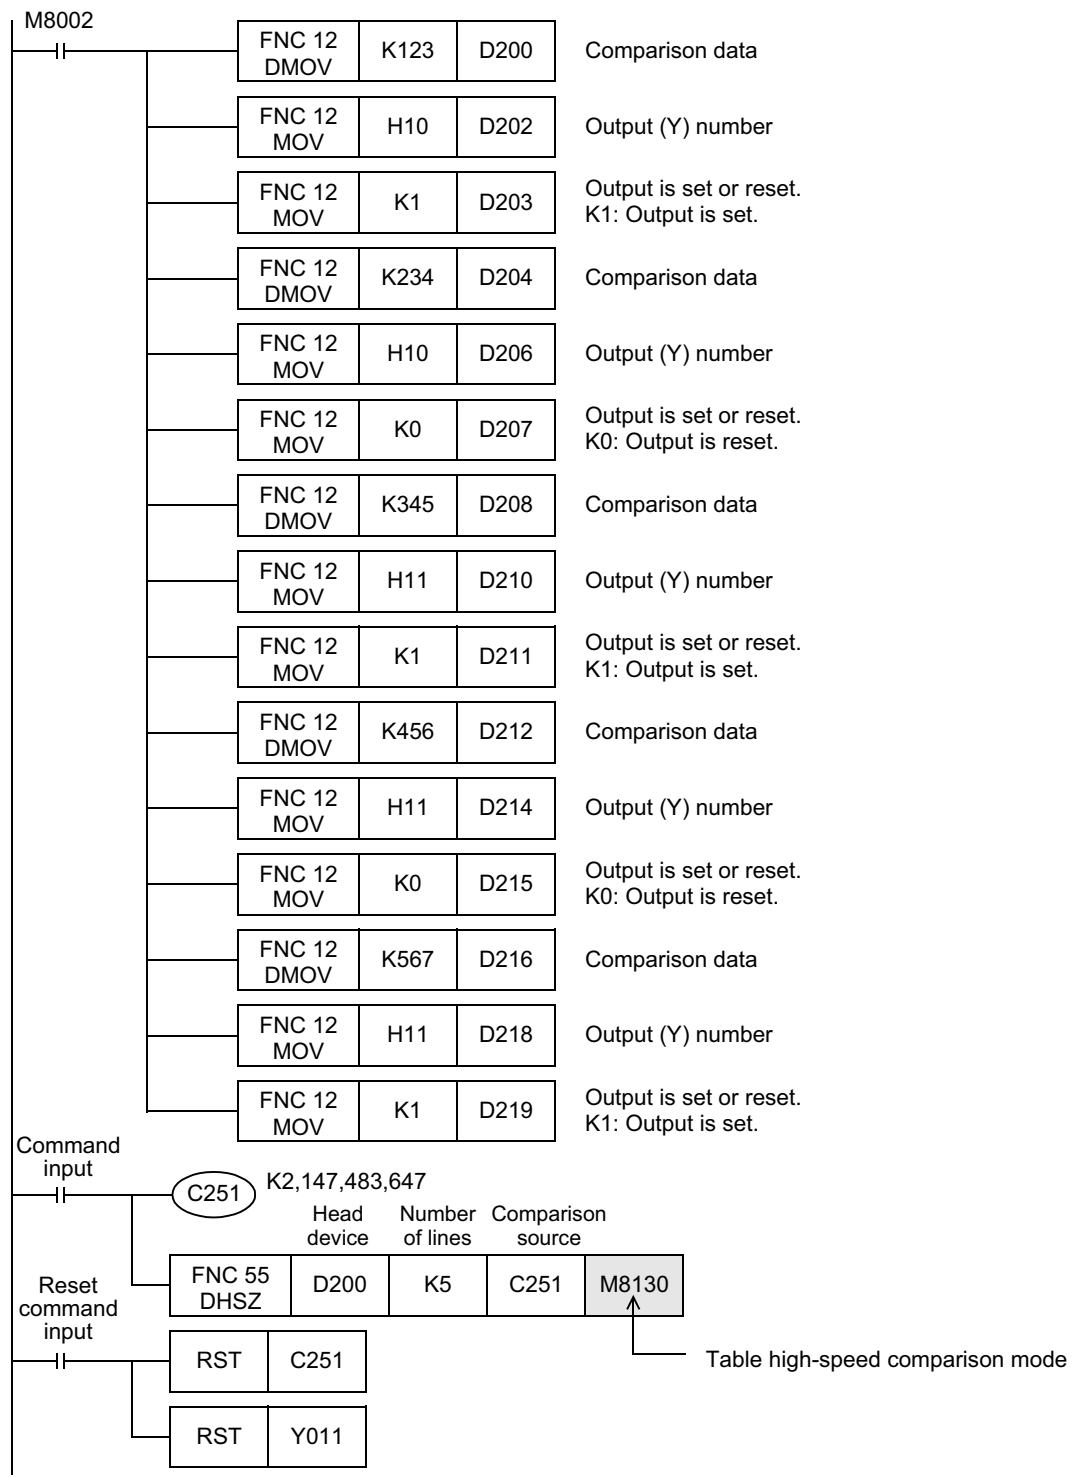 M8002
FNC 12 K123 D200 Comparison data
DMOV
FNC 12 H10 D202 Output (Y) number
MOV
FNC 12 K1 D203 Output is set or reset.
MOV K1: Output is set.
FNC 12 K234 D204 Comparison data
DMOV
FNC 12 H10 D206 Output (Y) number
MOV
FNC 12 K0 D207 Output is set or reset.
MOV K0: Output is reset.
FNC 12 K345 D208 Comparison data
DMOV
FNC 12 H11 D210 Output (Y) number
MOV
FNC 12 K1 D211 Output is set or reset.
MOV K1: Output is set.
FNC 12 K456 D212 Comparison data
DMOV
FNC 12 H11 D214 Output (Y) number
MOV
FNC 12 K0 D215 Output is set or reset.
MOV K0: Output is reset.
FNC 12 K567 D216 Comparison data
DMOV
FNC 12 H11 D218 Output (Y) number
MOV
FNC 12 K1 D219 Output is set or reset.
MOV K1: Output is set.
Command
input
C251 K2,147,483,647
Head Number Comparison
device of lines source
FNC 55 D200 K5 C251 M8130
DHSZ
Reset
command
input
RST C251
Table high-speed comparison mode
RST Y011